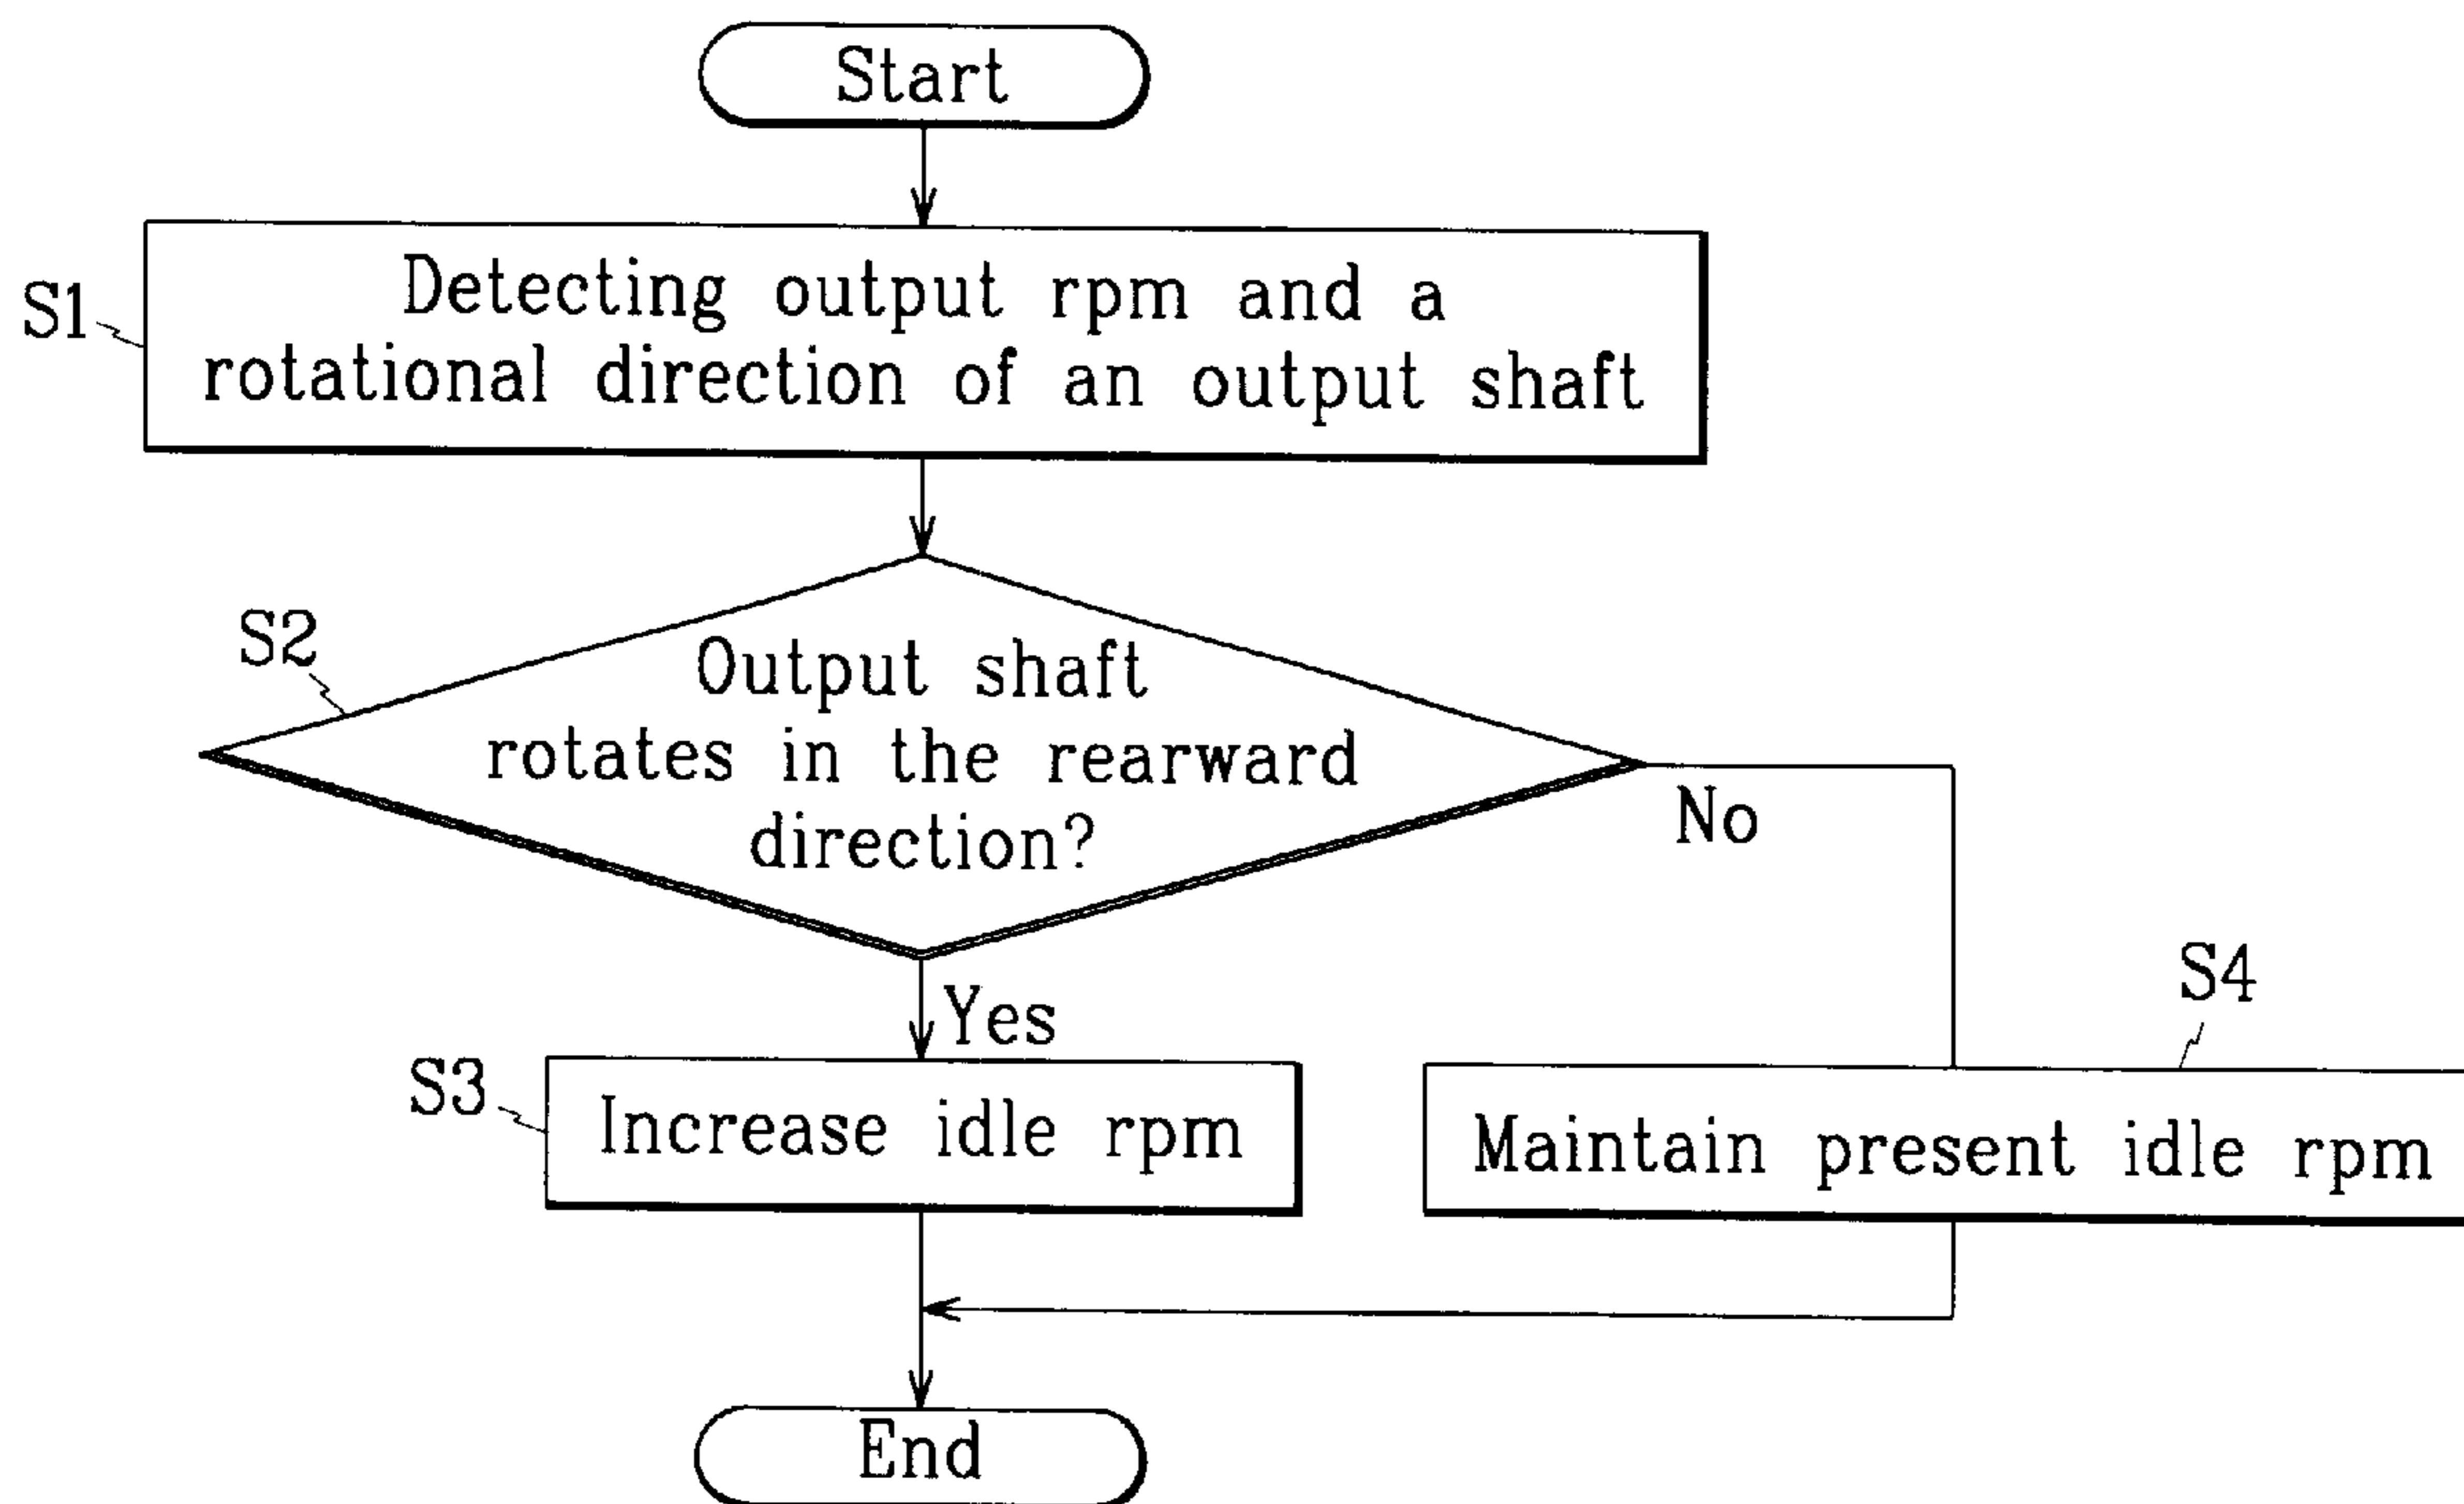 Start
S1
Detecting output rpm and a
rotational direction of an output shaft
S2
Output shaft
rotates in the rearward
direction?
No
Yes
S3
Increase idle rpm
S4
Maintain present idle rpm
End